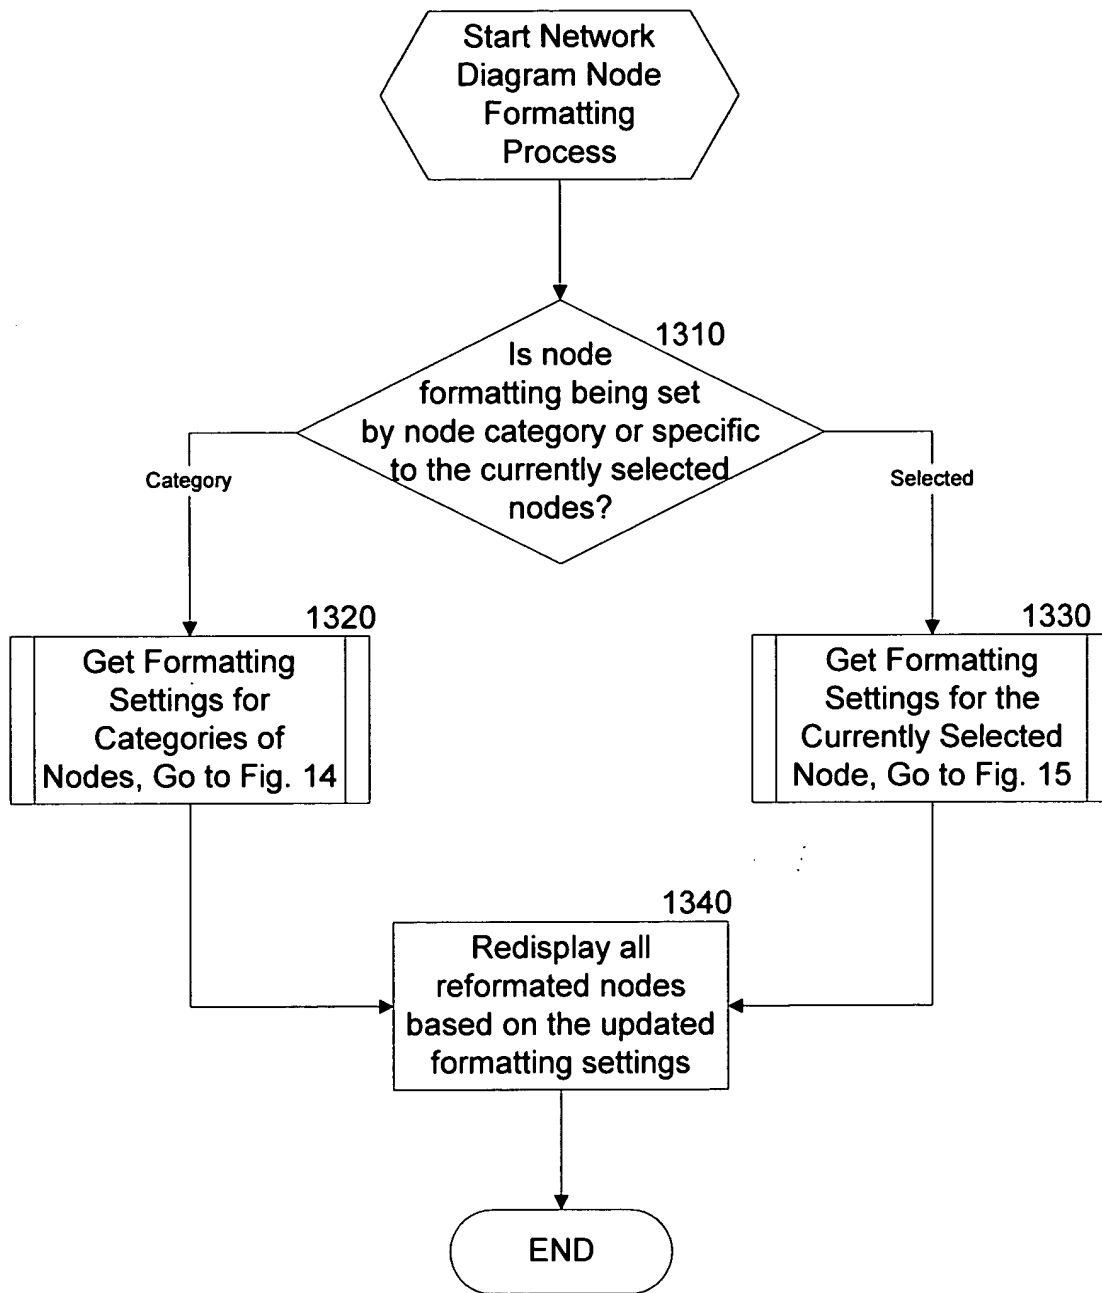 Start Network
Diagram Node
Formatting
Process
1310
Is node
formatting being set
by node category or specific
to the currently selected
nodes?
Category
Selected
1320
Get Formatting
Settings for
Categories of
Nodes, Go to Fig. 14
1330
Get Formatting
Settings for the
Currently Selected
Node, Go to Fig. 15
1340
Redisplay all
reformated nodes
based on the updated
formatting settings
END